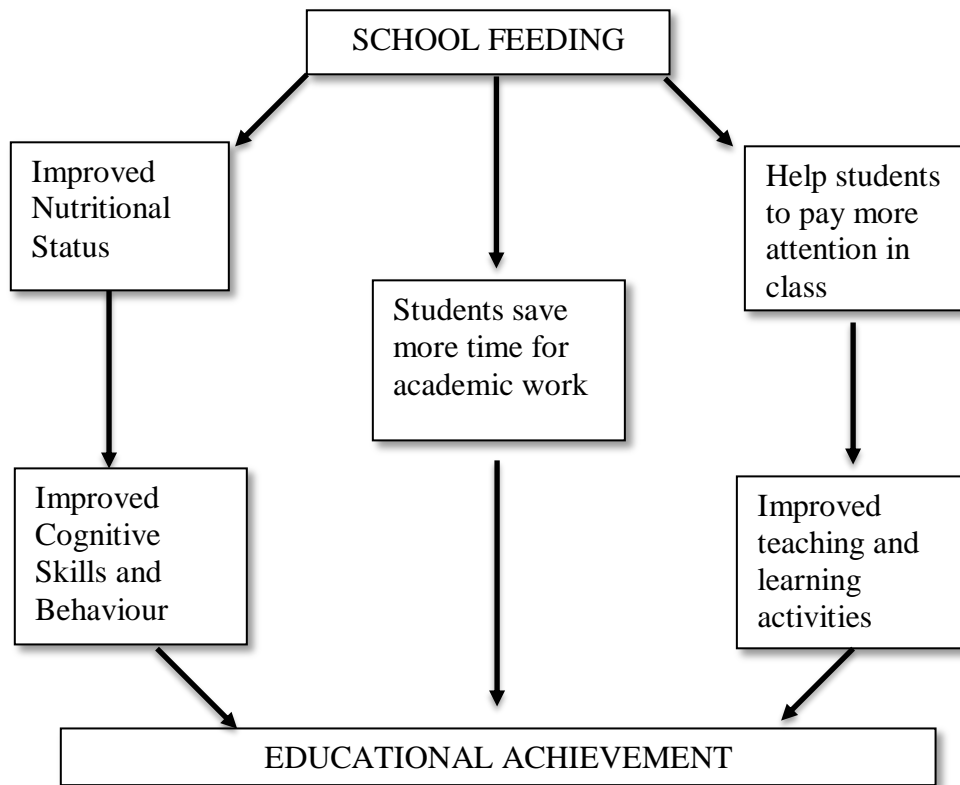 SCHOOL FEEDING
Improved
Nutritional
Status
Help students
to pay more
attention in
class
Students save
more time for
academic work
Improved
Cognitive
Skills and
Behaviour
Improved
teaching and
learning
activities
EDUCATIONAL ACHIEVEMENT